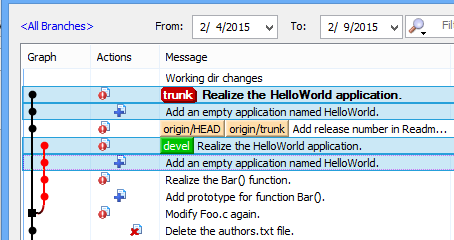 <All Branches> From: 2/ 4/2015 To: 2/ 9/2015 Filt
Graph Actions Message
Working dir changes
trunk Realize the HelloWorld application.
Add an empty application named HelloWorld.
origin/HEAD origin/trunk Add release number in Readm...
devel Realize the HelloWorld application.
Add an empty application named HelloWorld.
Realize the Bar() function.
Add prototype for function Bar().
Modify Foo.c again.
Delete the authors.txt file.